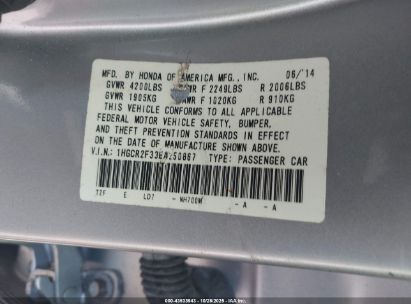 MFD. BY HONDA OF AMERICA MFG., INC. 06/'14
GVWR 4200LBS F 2249LBS R 2006LBS
GVWR 1905KG F 1020KG R 910KG
THIS VEHICLE CONFORMS TO ALL APPLICABLE
FEDERAL MOTOR VEHICLE SAFETY, BUMPER,
AND THEFT PREVENTION STANDARDS IN EFFECT
ON THE DATE OF MANUFACTURE SHOWN ABOVE.
V.I.N.: TYPE: PASSENGER CAR
E LD7 - NH700M - A - A